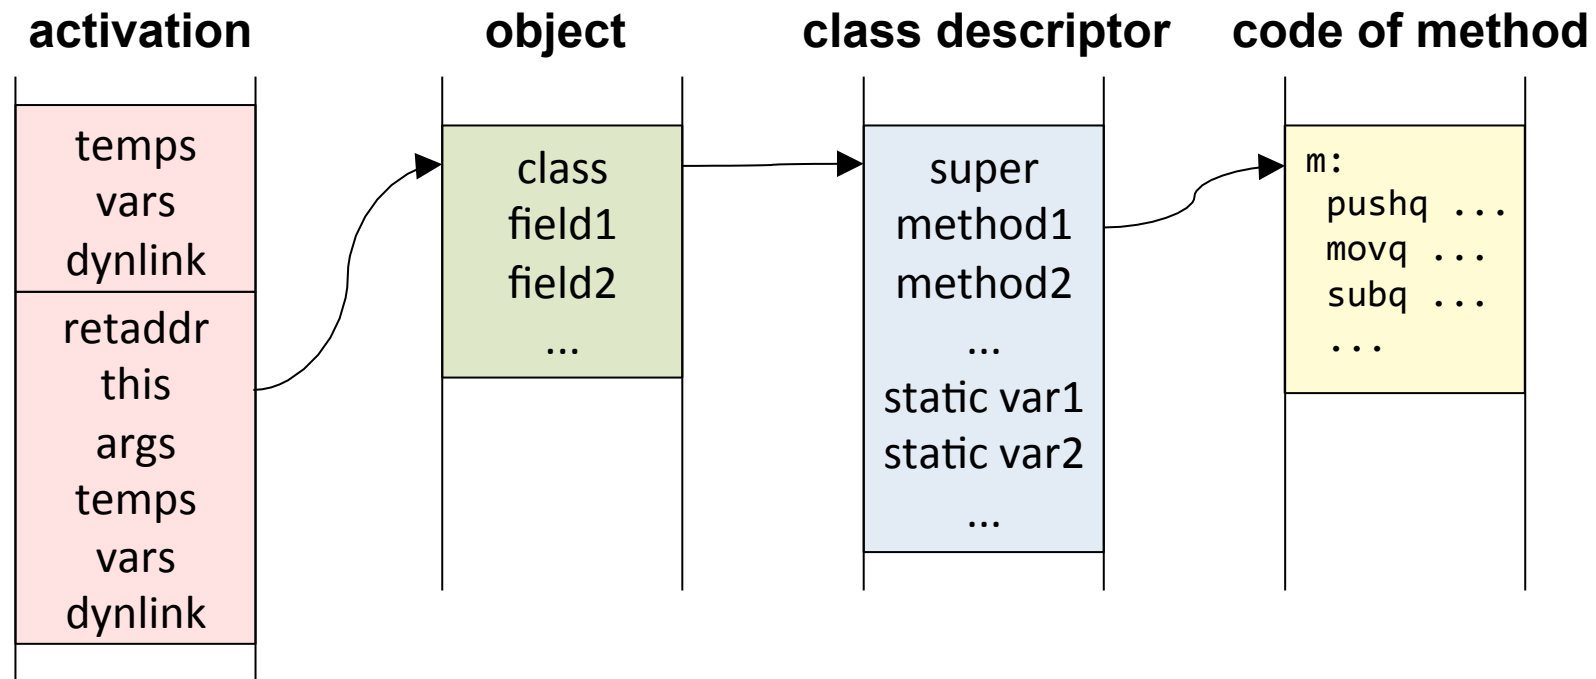 activation
temps
vars
dynlink
retaddr
this
args
temps
vars
dynlink
object
class
field1
field2
...
class descriptor
super
method1
method2
...
static var1
static var2
...
code of method
m:
pushq ...
movq ...
subq ...
...